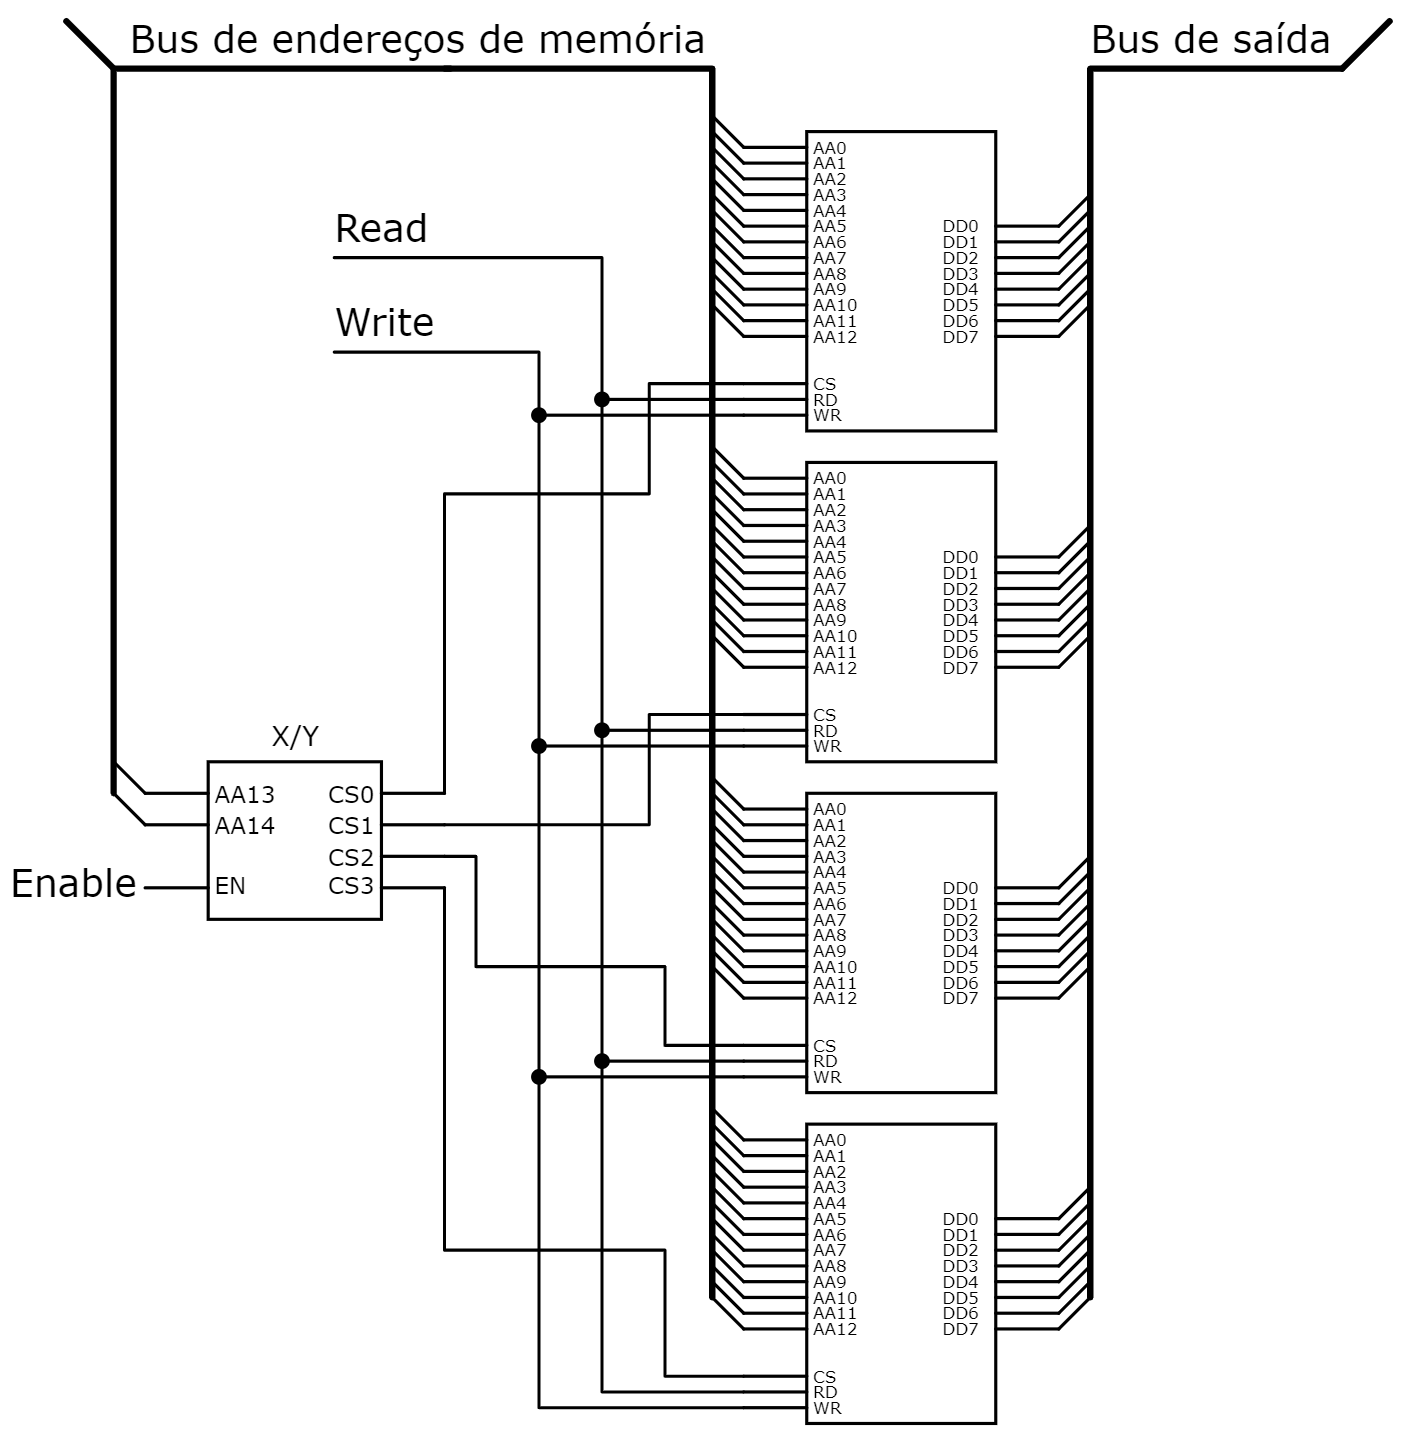 Bus de endereços de memória
Bus de saída
Read
Write
AA0
AA1
AA2
AA3
AA4
AA5 DD0
AA6 DD1
AA7 DD2
AA8 DD3
AA9 DD4
AA10 DD5
AA11 DD6
AA12 DD7
CS
RD
WR
AA0
AA1
AA2
AA3
AA4
AA5 DD0
AA6 DD1
AA7 DD2
AA8 DD3
AA9 DD4
AA10 DD5
AA11 DD6
AA12 DD7
CS
RD
WR
X/Y
AA13 CS0
AA14 CS1
CS2
Enable EN CS3
AA0
AA1
AA2
AA3
AA4
AA5 DD0
AA6 DD1
AA7 DD2
AA8 DD3
AA9 DD4
AA10 DD5
AA11 DD6
AA12 DD7
CS
RD
WR
AA0
AA1
AA2
AA3
AA4
AA5 DD0
AA6 DD1
AA7 DD2
AA8 DD3
AA9 DD4
AA10 DD5
AA11 DD6
AA12 DD7
CS
RD
WR